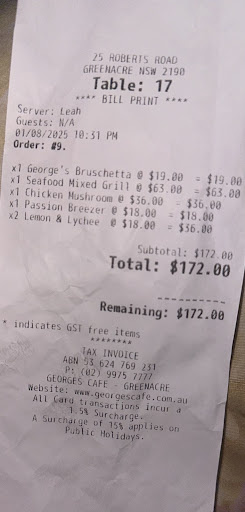 25 ROBERTS ROAD
GREENACRE NSW 2190
Table: 17
**** BILL PRINT ****
Server: Leah
Guests: N/A
01/08/2025 10:31 PM
Order: #9.
x1 George's Bruschetta @ $19.00 = $19.00
x1 Seafood Mixed Grill @ $63.00 = $63.00
x1 Chicken Mushroom @ $36.00 = $36.00
x1 Passion Breezer @ $18.00 = $18.00
x2 Lemon & Lychee @ $18.00 = $36.00
Subtotal: $172.00
Total: $172.00
----------
Remaining: $172.00
* indicates GST free items
********
TAX INVOICE
ABN 53 624 769 231
P: (02) 9975 7777
GEORGES CAFE - GREENACRE
Website: www.georgescafe.com.au
All Card transactions incur a
1.5% Surcharge.
A Surcharge of 15% applies on
Public Holidays.